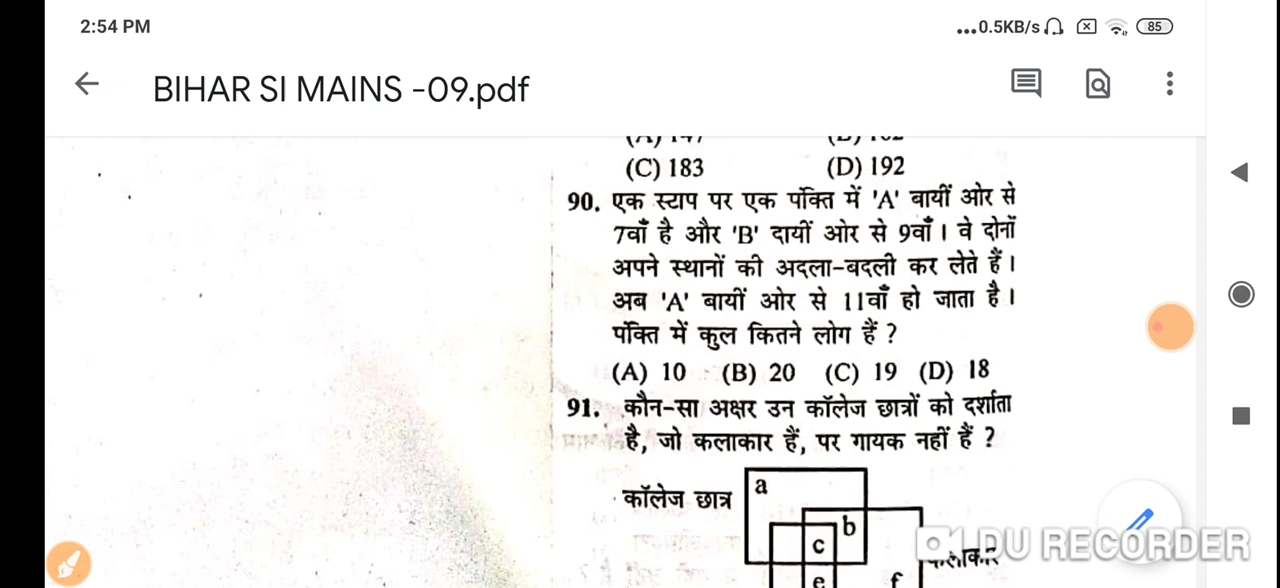 2:54 PM
...0.5KB/s
85
BIHAR SI MAINS -09.pdf
(C) 183 (D) 192
90. एक स्टाप पर एक पंक्ति में 'A' बायीं ओर से
7वाँ है और 'B' दायीं ओर से 9वाँ । वे दोनों
अपने स्थानों की अदला-बदली कर लेते हैं ।
अब 'A' बायीं ओर से 11वाँ हो जाता है ।
पंक्ति में कुल कितने लोग हैं ?
(A) 10 (B) 20 (C) 19 (D) 18
91. कौन-सा अक्षर उन कॉलेज छात्रों को दर्शाता
है, जो कलाकार हैं, पर गायक नहीं हैं ?
कॉलेज छात्र
a
b
c
e
f
DU RECORDER